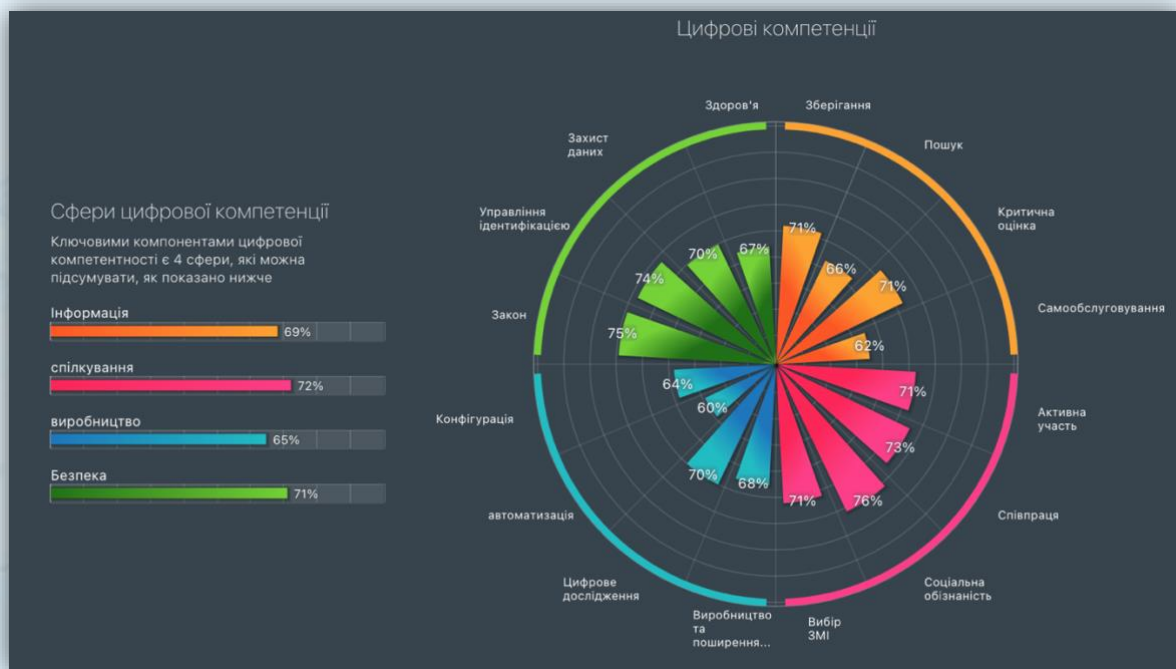 Цифрові компетенції
Сфери цифрової компетенції
Ключовими компонентами цифрової
компетентності є 4 сфери, які можна
підсумувати, як показано нижче
Інформація
69%
спілкування
72%
виробництво
65%
Безпека
71%
Здоров'я
Зберігання
Пошук
Критична
оцінка
Самообслуговування
Активна
участь
Співпраця
Соціальна
обізнаність
Вибір
ЗМІ
Виробництво
та
поширення...
Цифрове
дослідження
автоматизація
Конфігурація
Закон
Управління
ідентифікацією
Захист
даних
71%
66%
71%
62%
71%
73%
76%
71%
68%
70%
60%
64%
75%
74%
70%
67%